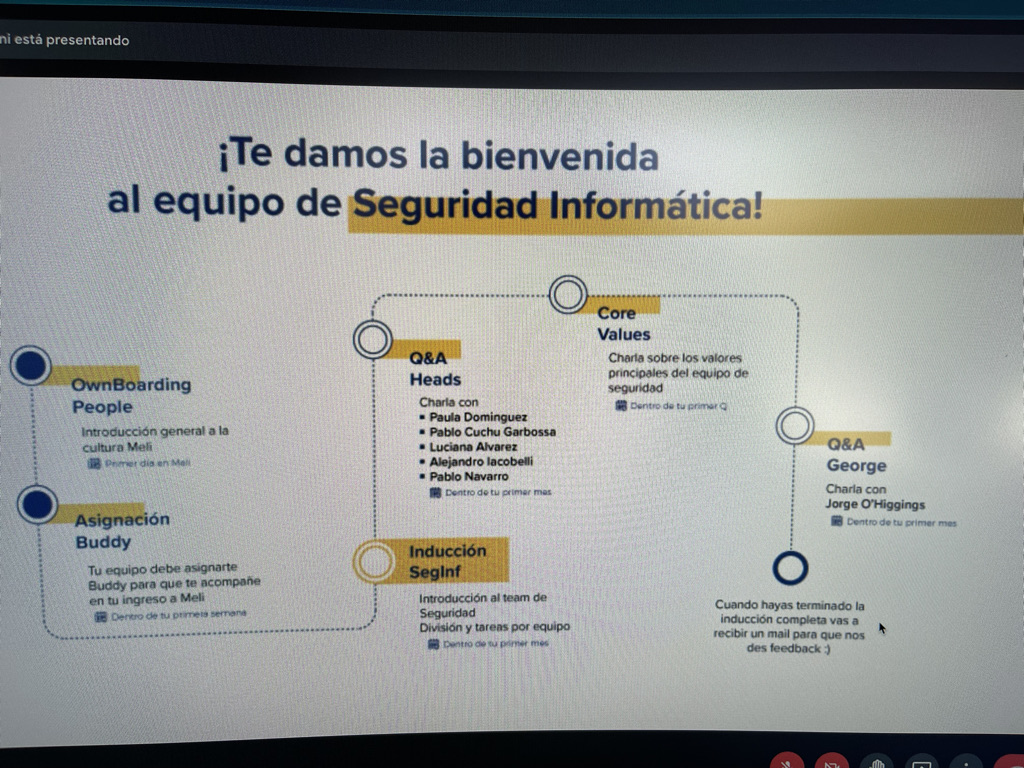 ni está presentando
¡Te damos la bienvenida
al equipo de Seguridad Informática!
OwnBoarding
People
Introducción general a la
cultura Meli
Primer día en Meli
Asignación
Buddy
Tu equipo debe asignarte
Buddy para que te acompañe
en tu ingreso a Meli
Dentro de tu primera semana
Inducción
SegInf
Introducción al team de
Seguridad
División y tareas por equipo
Dentro de tu primer mes
Q&A
Heads
Charla con
▪ Paula Dominguez
▪ Pablo Cuchu Garbossa
▪ Luciana Alvarez
▪ Alejandro Iacobelli
▪ Pablo Navarro
Dentro de tu primer mes
Core
Values
Charla sobre los valores
principales del equipo de
seguridad
Dentro de tu primer Q
Q&A
George
Charla con
Jorge O'Higgings
Dentro de tu primer mes
Cuando hayas terminado la
inducción completa vas a
recibir un mail para que nos
des feedback :)